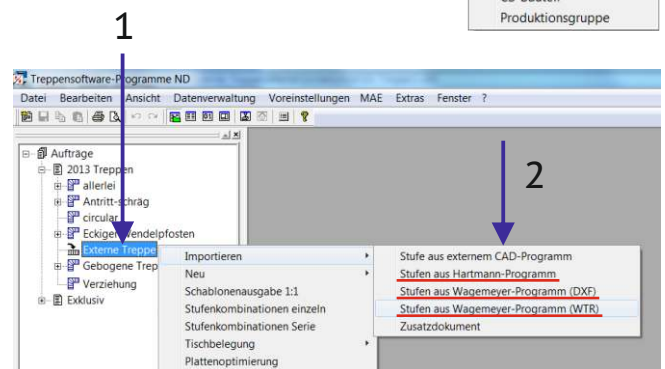 Produktionsgruppe
1
Treppensoftware-Programme ND
Datei Bearbeiten Ansicht Datenverwaltung Voreinstellungen MAE Extras Fenster ?
Aufträge
2013 Treppen
allerlei
Antritt-schräg
circular
Eckiger Wendelpfosten
Externe Treppe
Gebogene Trep
Verziehung
Exklusiv
Importieren
Neu
Schablonenausgabe 1:1
Stufenkombinationen einzeln
Stufenkombinationen Serie
Tischbelegung
Plattenoptimierung
2
Stufe aus externem CAD-Programm
Stufen aus Hartmann-Programm
Stufen aus Wagemeyer-Programm (DXF)
Stufen aus Wagemeyer-Programm (WTR)
Zusatzdokument